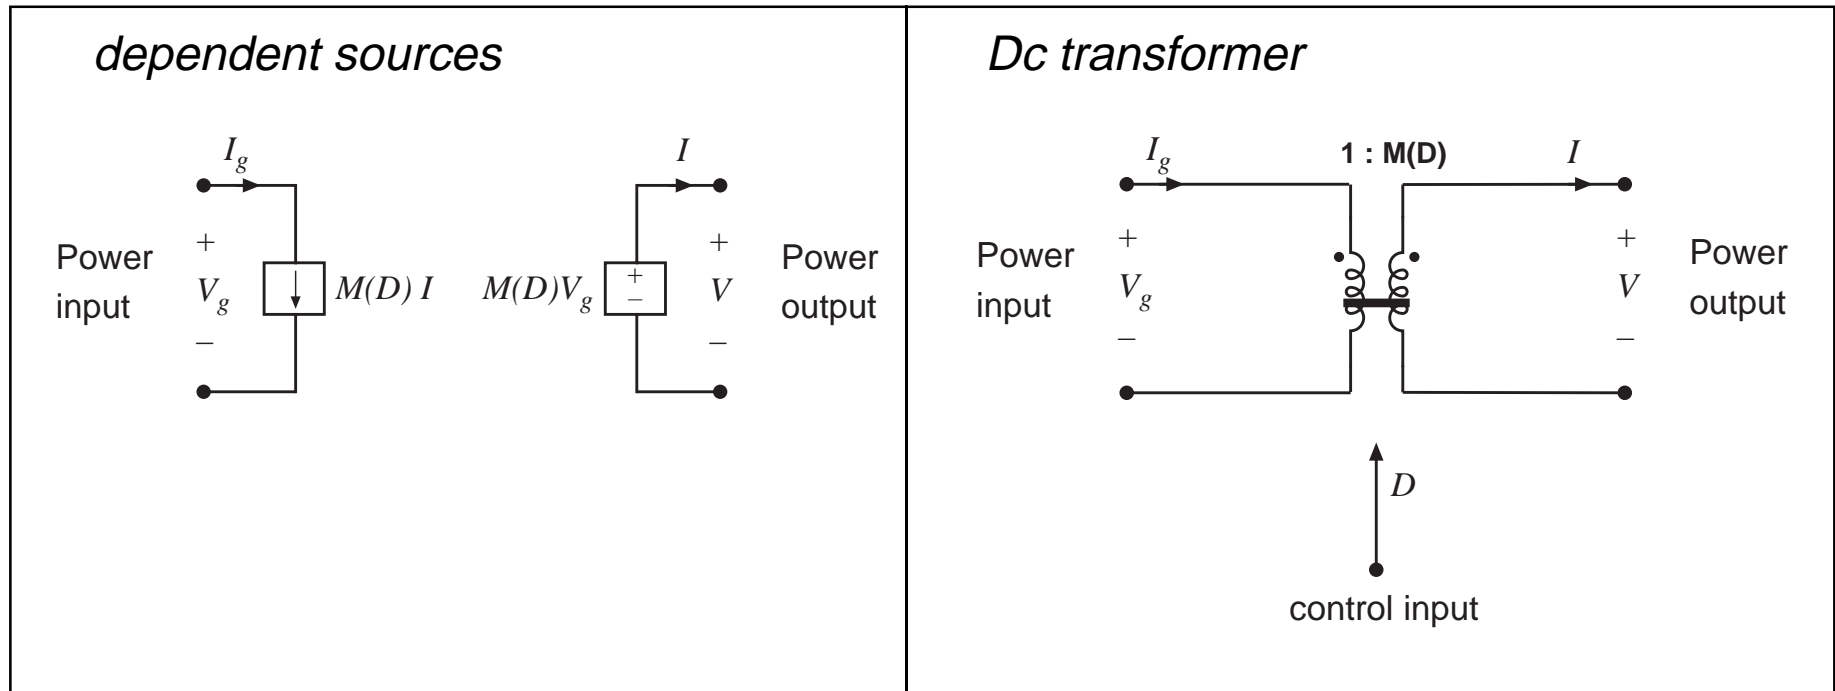 dependent sources
I_g
I
Power input
+
V_g
–
M(D) I
M(D)V_g
+
–
+
V
–
Power output
Dc transformer
I_g
1 : M(D)
I
Power input
+
V_g
–
+
V
–
Power output
D
control input